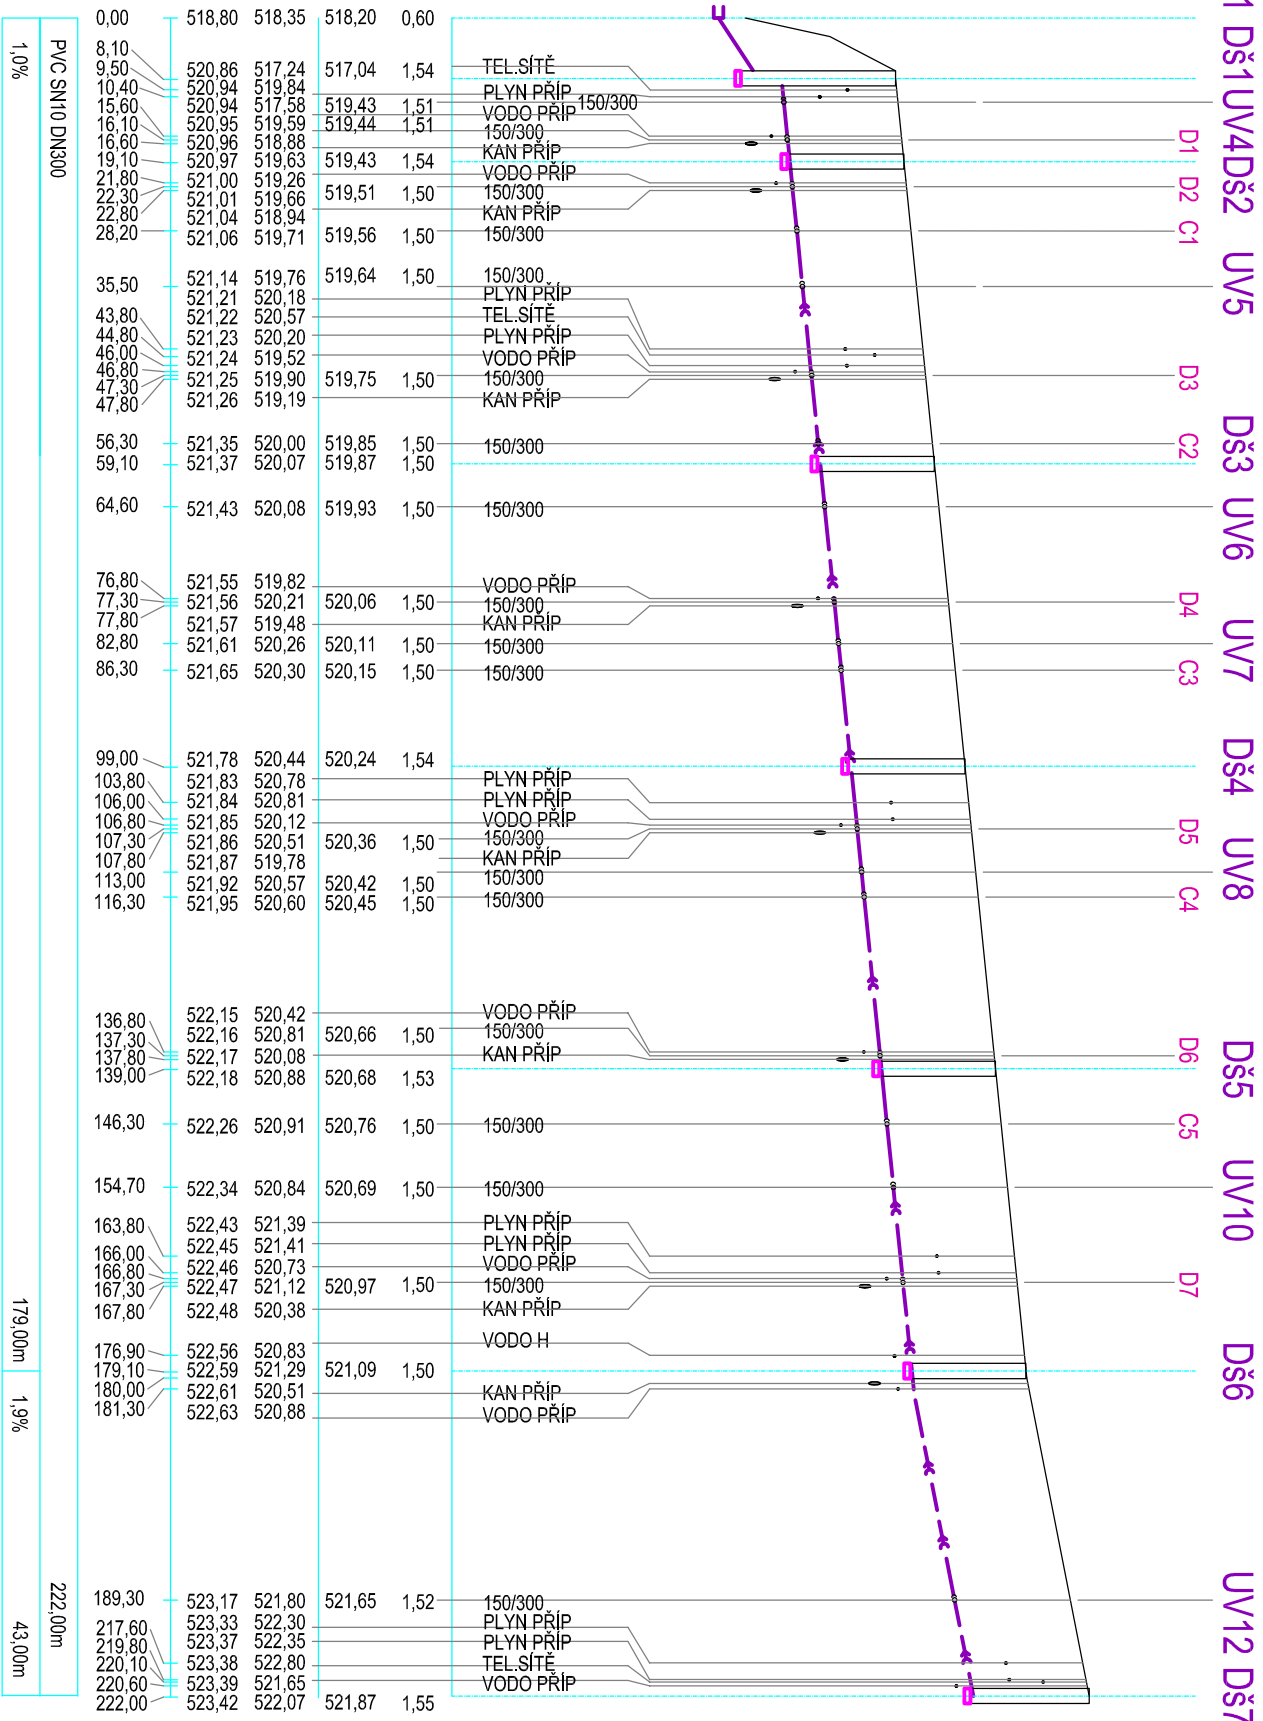 0,00 518,80 518,35 518,20 0,60
8,10
9,50 520,86 517,24 517,04 1,54 TEL.SÍTĚ
10,40 520,94 519,84 PLYN PŘÍP
15,60 520,94 517,58 519,43 1,51 150/300
VODO PŘÍP
16,10 520,95 519,59 519,44 1,51 150/300
16,60 520,96 518,88 KAN PŘÍP
19,10 520,97 519,63 519,43 1,54
21,80 521,00 519,26 VODO PŘÍP
22,30 521,01 519,66 519,51 1,50 150/300
22,80 521,04 518,94 KAN PŘÍP
28,20 521,06 519,71 519,56 1,50 150/300
35,50 521,14 519,76 519,64 1,50 150/300
521,21 520,18 PLYN PŘÍP
43,80 521,22 520,57 TEL.SÍTĚ
44,80 521,23 520,20 PLYN PŘÍP
46,00 521,24 519,52 VODO PŘÍP
46,80
47,30 521,25 519,90 519,75 1,50 150/300
47,80 521,26 519,19 KAN PŘÍP
56,30 521,35 520,00 519,85 1,50 150/300
59,10 521,37 520,07 519,87 1,50
64,60 521,43 520,08 519,93 1,50 150/300
76,80 521,55 519,82 VODO PŘÍP
77,30 521,56 520,21 520,06 1,50 150/300
77,80 521,57 519,48 KAN PŘÍP
82,80 521,61 520,26 520,11 1,50 150/300
86,30 521,65 520,30 520,15 1,50 150/300
99,00 521,78 520,44 520,24 1,54
103,80 521,83 520,78 PLYN PŘÍP
106,00 521,84 520,81 PLYN PŘÍP
106,80 521,85 520,12 VODO PŘÍP
107,30 521,86 520,51 520,36 1,50 150/300
107,80 521,87 519,78 KAN PŘÍP
113,00 521,92 520,57 520,42 1,50 150/300
116,30 521,95 520,60 520,45 1,50 150/300
136,80 522,15 520,42 VODO PŘÍP
137,30 522,16 520,81 520,66 1,50 150/300
137,80 522,17 520,08 KAN PŘÍP
139,00 522,18 520,88 520,68 1,53
146,30 522,26 520,91 520,76 1,50 150/300
154,70 522,34 520,84 520,69 1,50 150/300
163,80 522,43 521,39 PLYN PŘÍP
166,00 522,45 521,41 PLYN PŘÍP
166,80 522,46 520,73 VODO PŘÍP
167,30 522,47 521,12 520,97 1,50 150/300
167,80 522,48 520,38 KAN PŘÍP
176,90 522,56 520,83 VODO H
179,10 522,59 521,29 521,09 1,50
180,00 522,61 520,51 KAN PŘÍP
181,30 522,63 520,88 VODO PŘÍP
189,30 523,17 521,80 521,65 1,52 150/300
217,60 523,33 522,30 PLYN PŘÍP
219,80 523,37 522,35 PLYN PŘÍP
220,10 523,38 522,80 TEL.SÍTĚ
220,60 523,39 521,65 VODO PŘÍP
222,00 523,42 522,07 521,87 1,55
PVC SN10 DN300 222,00m
1,0% 179,00m 1,9% 43,00m
1 DŠ1 UV4 DŠ2 UV5 DŠ3 UV6 UV7 DŠ4 UV8 DŠ5 UV10 DŠ6 UV12 DŠ7
D1 D2 C1 D3 C2 D4 C3 D5 C4 D6 C5 D7